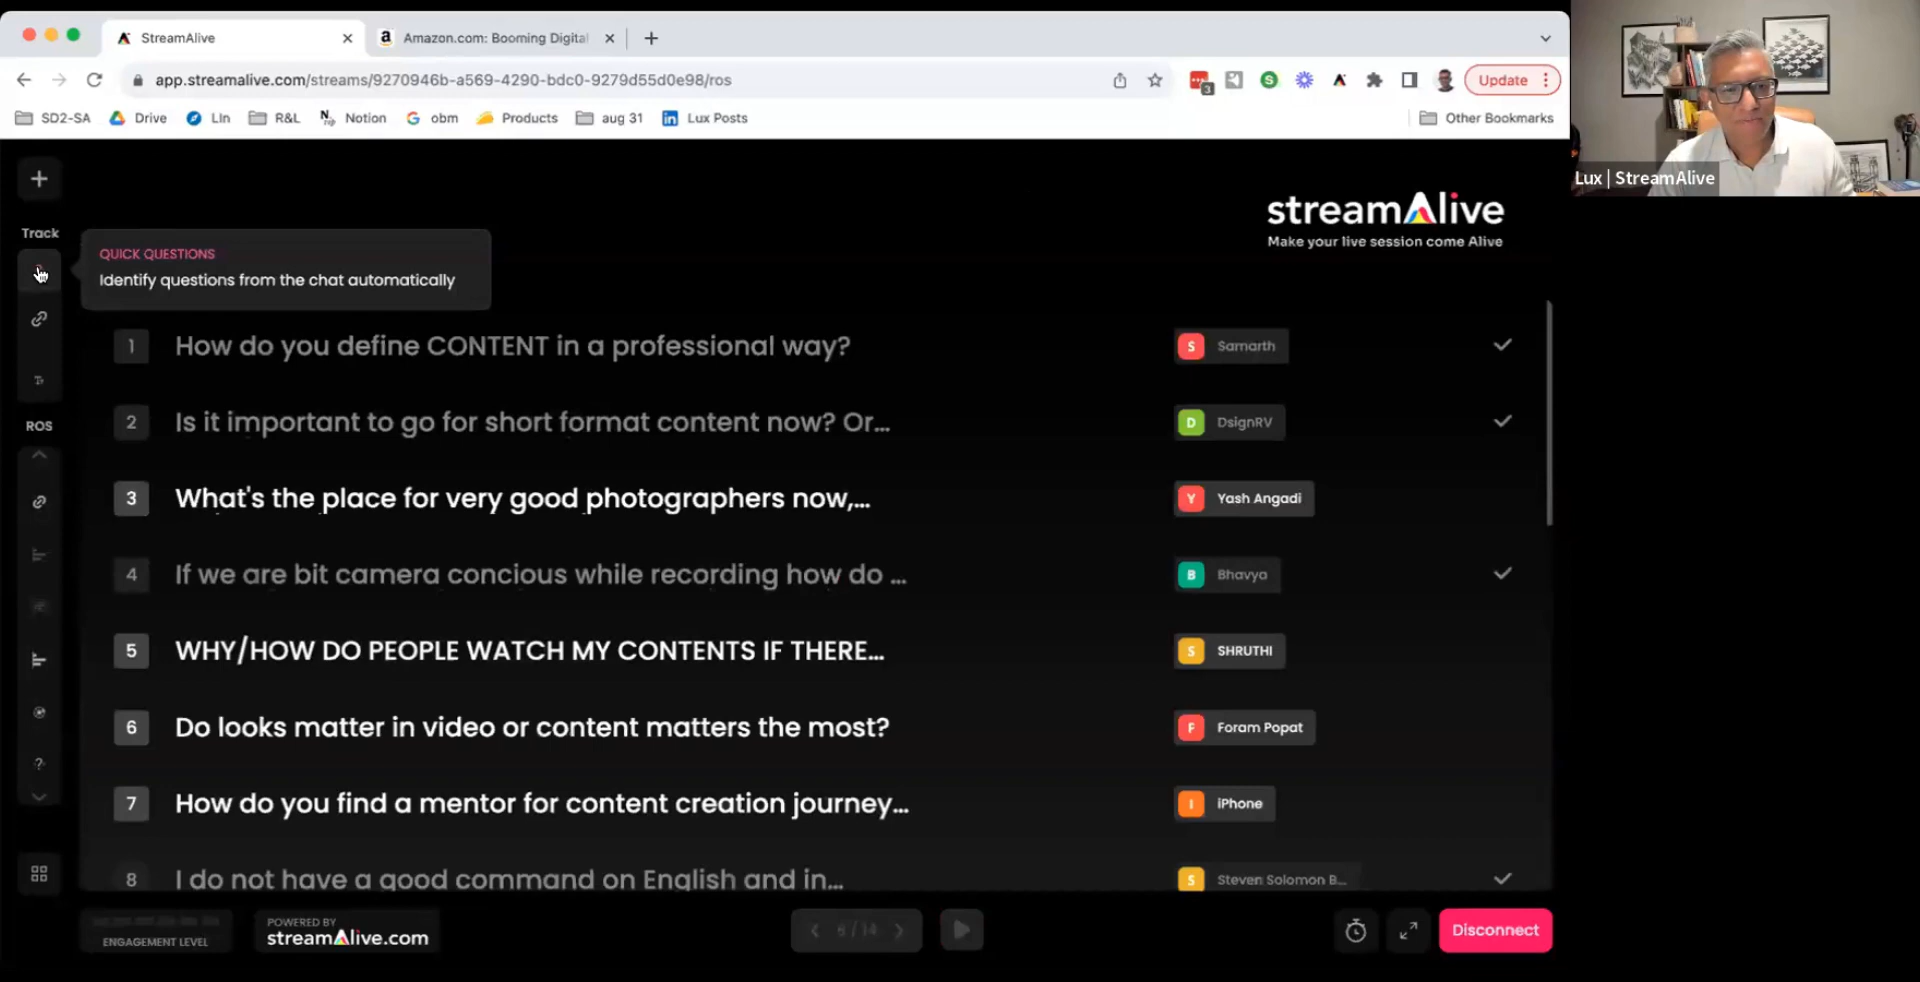 StreamAlive
Amazon.com: Booming Digital
app.streamalive.com/streams/9270946b-a569-4290-bdc0-9279d55d0e98/ros
3
Update
SD2-SA
Drive
LIn
R&L
Notion
obm
Products
aug 31
Lux Posts
Other Bookmarks
Lux | StreamAlive
streamAlive
Make your live session come Alive
Track
QUICK QUESTIONS
Identify questions from the chat automatically
1 How do you define CONTENT in a professional way? S Samarth
2 Is it important to go for short format content now? Or... D DsignRV
ROS
3 What's the place for very good photographers now,... Y Yash Angadi
4 If we are bit camera concious while recording how do ... B Bhavya
5 WHY/HOW DO PEOPLE WATCH MY CONTENTS IF THERE... S SHRUTHI
6 Do looks matter in video or content matters the most? F Foram Popat
?
7 How do you find a mentor for content creation journey... I iPhone
8 I do not have a good command on English and in... S Steven Solomon B...
ENGAGEMENT LEVEL
POWERED BY
streamAlive.com
/ 14
Disconnect